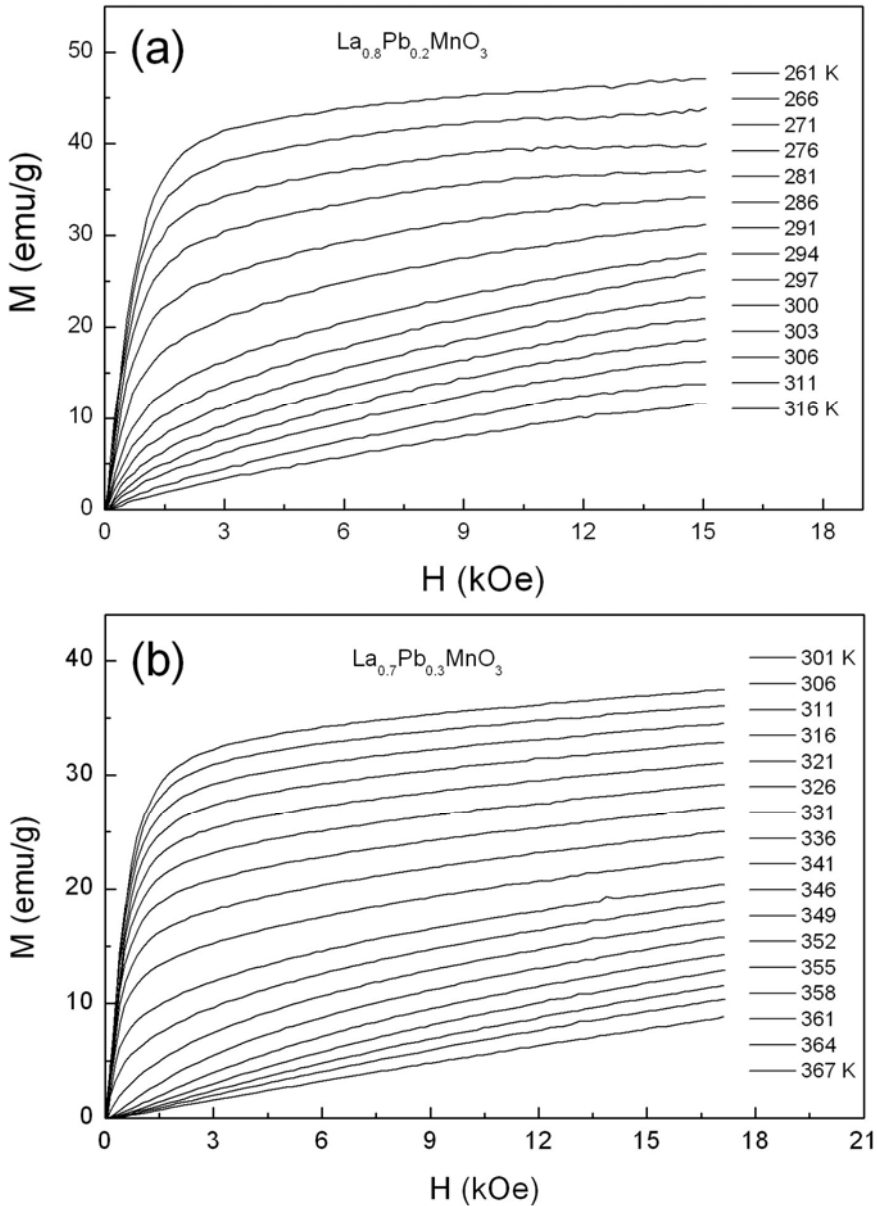 (a)
La₀.₈Pb₀.₂MnO₃
50
40
30
20
10
0
M (emu/g)
0 3 6 9 12 15 18
H (kOe)
261 K
266
271
276
281
286
291
294
297
300
303
306
311
316 K
(b)
La₀.₇Pb₀.₃MnO₃
40
30
20
10
0
M (emu/g)
0 3 6 9 12 15 18 21
H (kOe)
301 K
306
311
316
321
326
331
336
341
346
349
352
355
358
361
364
367 K